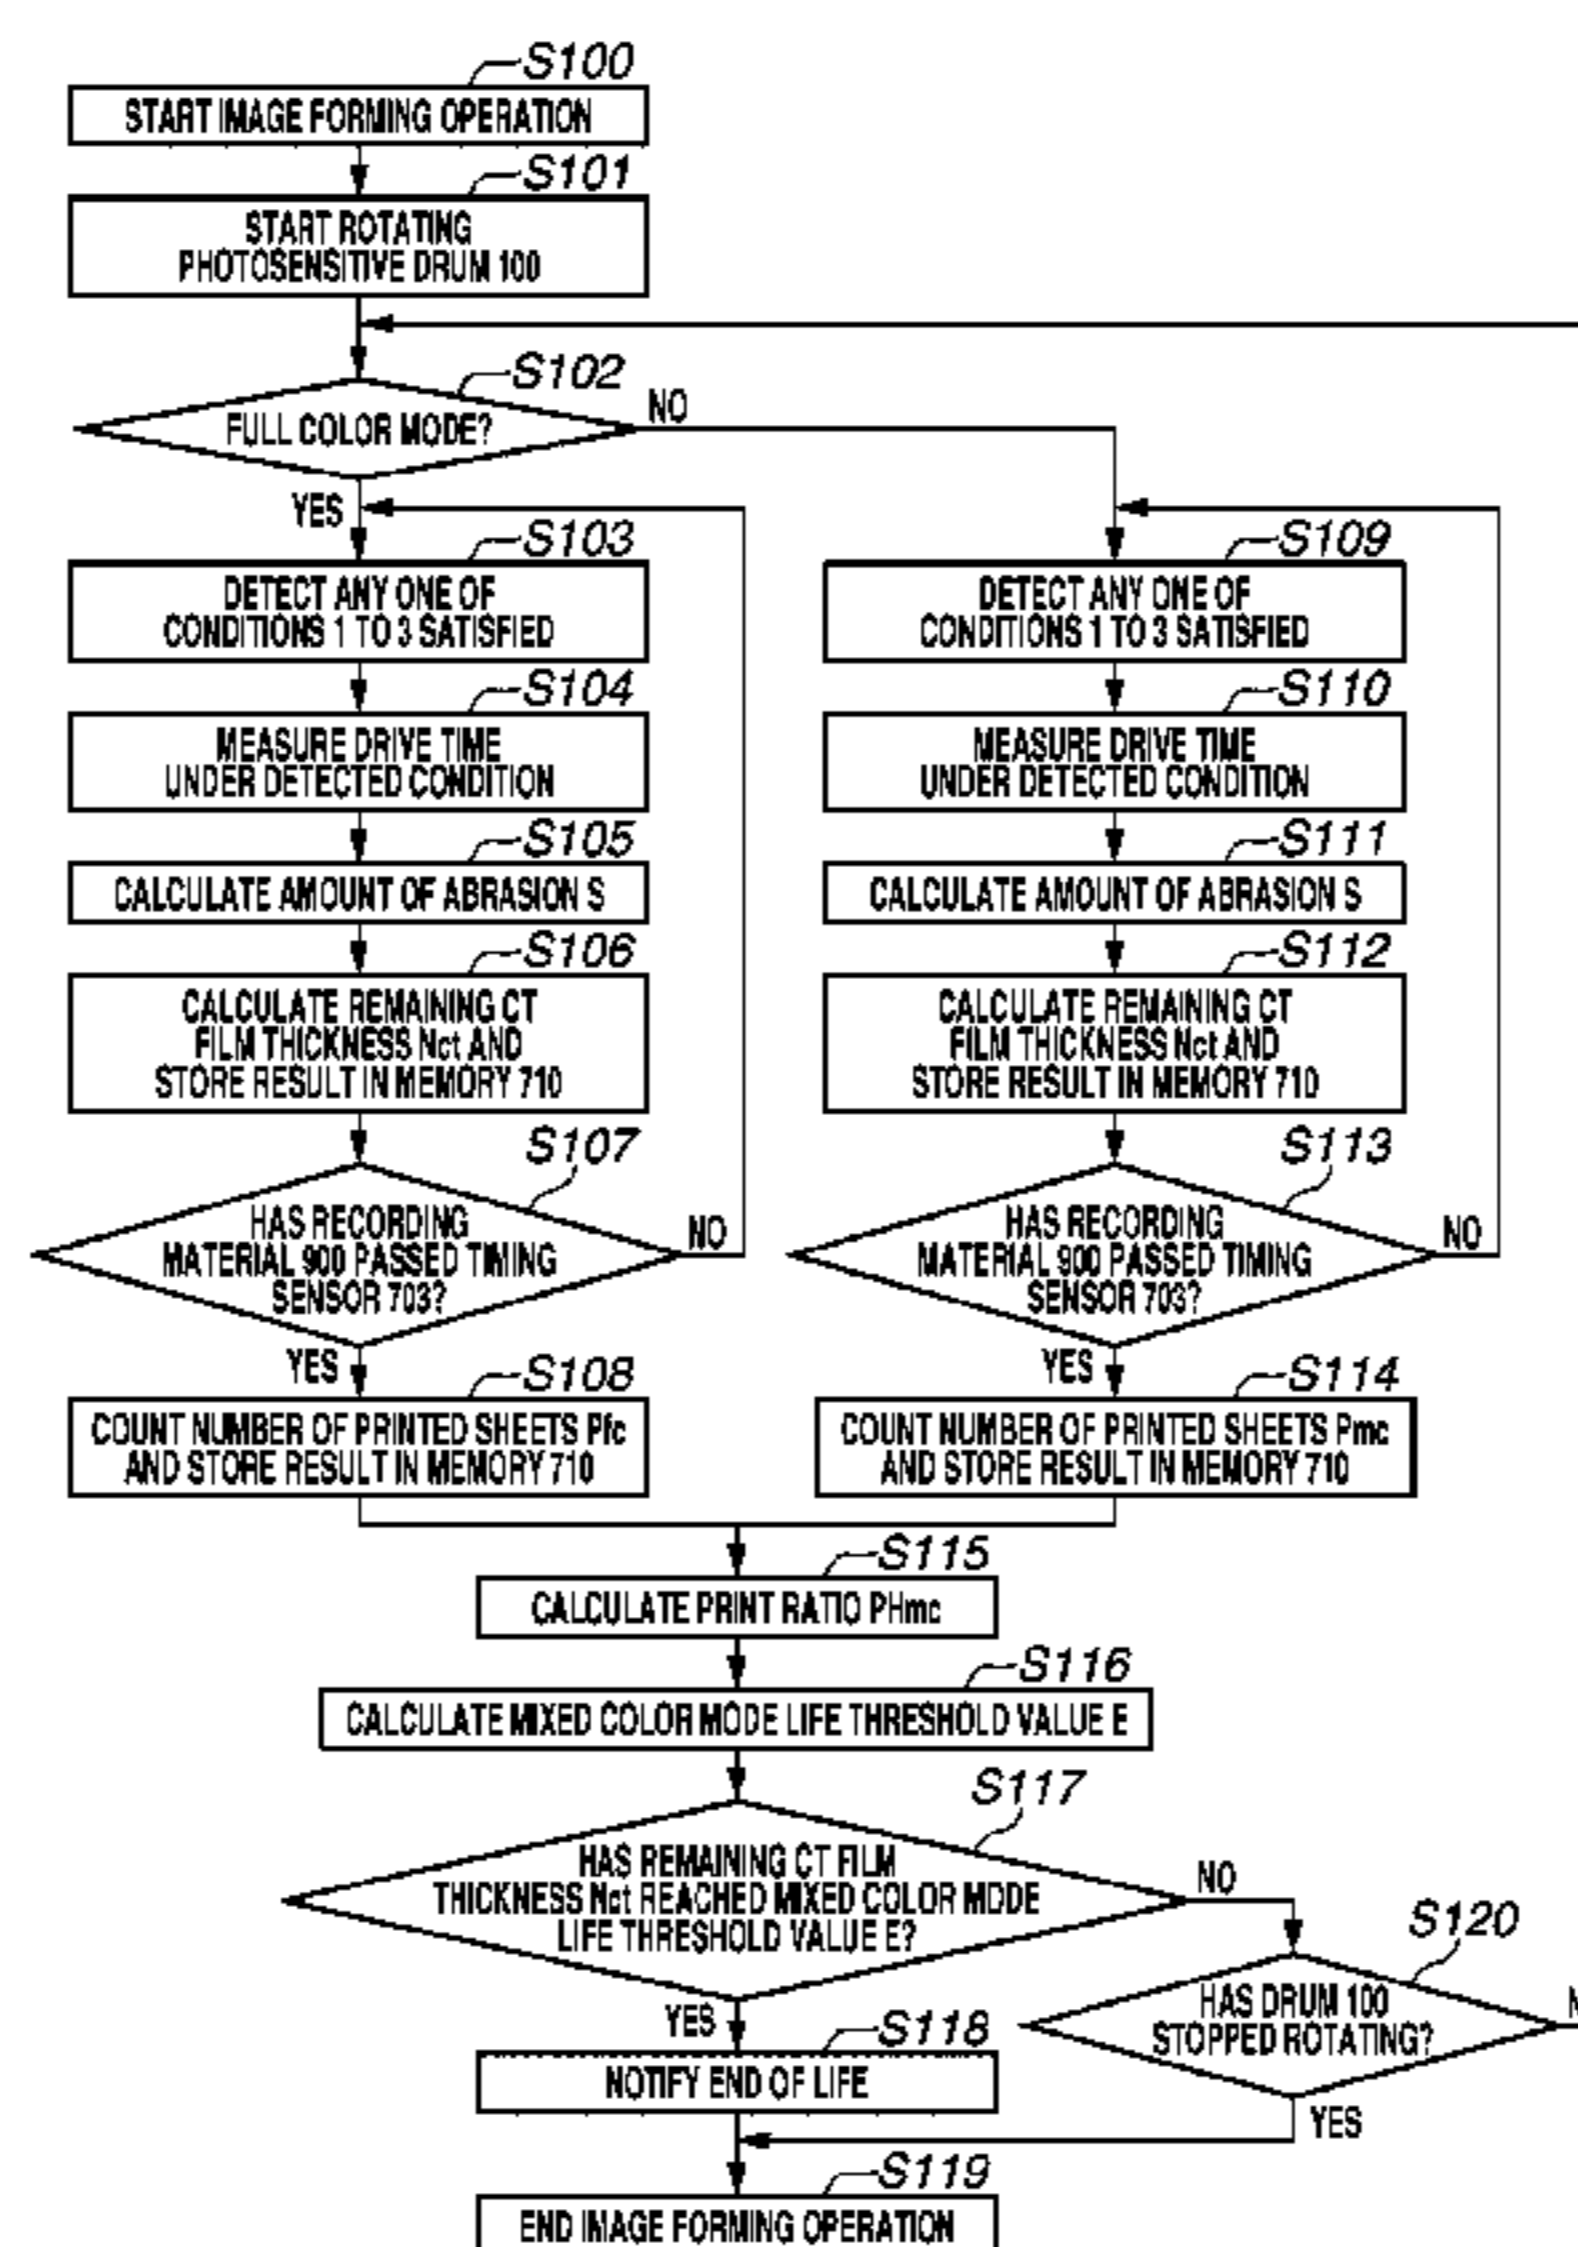 S100
START IMAGE FORMING OPERATION
S101
START ROTATING
PHOTOSENSITIVE DRUM 100
S102
FULL COLOR MODE?
NO
YES
S103
DETECT ANY ONE OF
CONDITIONS 1 TO 3 SATISFIED
S104
MEASURE DRIVE TIME
UNDER DETECTED CONDITION
S105
CALCULATE AMOUNT OF ABRASION S
S106
CALCULATE REMAINING CT
FILM THICKNESS Nct AND
STORE RESULT IN MEMORY 710
S107
HAS RECORDING
MATERIAL 900 PASSED TIMING
SENSOR 703?
NO
YES
S108
COUNT NUMBER OF PRINTED SHEETS Pfc
AND STORE RESULT IN MEMORY 710
S109
DETECT ANY ONE OF
CONDITIONS 1 TO 3 SATISFIED
S110
MEASURE DRIVE TIME
UNDER DETECTED CONDITION
S111
CALCULATE AMOUNT OF ABRASION S
S112
CALCULATE REMAINING CT
FILM THICKNESS Nct AND
STORE RESULT IN MEMORY 710
S113
HAS RECORDING
MATERIAL 900 PASSED TIMING
SENSOR 703?
NO
YES
S114
COUNT NUMBER OF PRINTED SHEETS Pmc
AND STORE RESULT IN MEMORY 710
S115
CALCULATE PRINT RATIO PHmc
S116
CALCULATE MIXED COLOR MODE LIFE THRESHOLD VALUE E
S117
HAS REMAINING CT FILM
THICKNESS Nct REACHED MIXED COLOR MODE
LIFE THRESHOLD VALUE E?
NO
YES
S120
HAS DRUM 100
STOPPED ROTATING?
YES
S118
NOTIFY END OF LIFE
S119
END IMAGE FORMING OPERATION